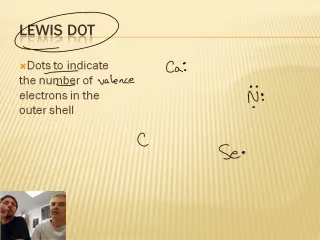 LEWIS DOT
Dots to indicate
the number of valence
electrons in the
outer shell
Ca:
N
C
Se